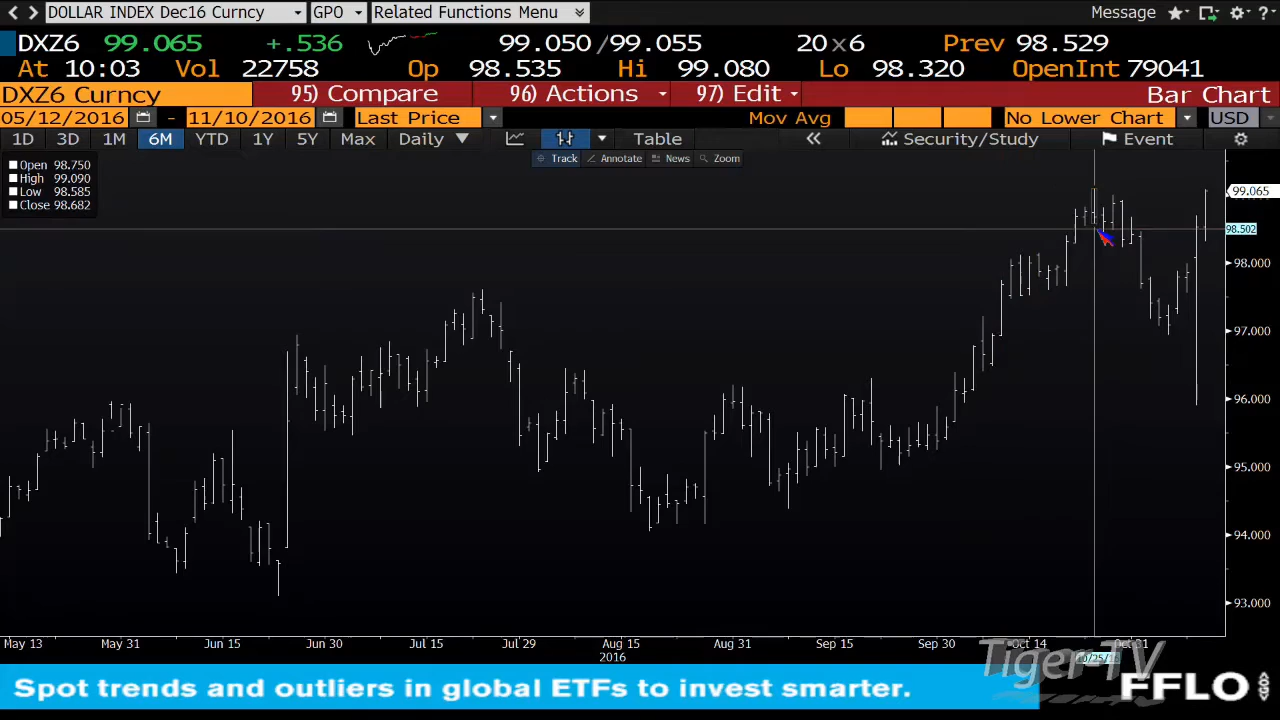 DOLLAR INDEX Dec16 Curncy GPO Related Functions Menu Message
DXZ6 99.065 +.536 99.050/99.055 20x6 Prev 98.529
At 10:03 Vol 22758 Op 98.535 Hi 99.080 Lo 98.320 OpenInt 79041
DXZ6 Curncy 95) Compare 96) Actions 97) Edit Bar Chart
05/12/2016 - 11/10/2016 Last Price Mov Avg No Lower Chart USD
1D 3D 1M 6M YTD 1Y 5Y Max Daily Table Security/Study Event
Track Annotate News Zoom
Open 98.750
High 99.090
Low 98.585
Close 98.682
99.065
98.502
98.000
97.000
96.000
95.000
94.000
93.000
May 13 May 31 Jun 15 Jun 30 Jul 15 Jul 29 Aug 15 Aug 31 Sep 15 Sep 30 Oct 14 Oct 31
2016
Tiger-TV
Spot trends and outliers in global ETFs to invest smarter.
FFLO